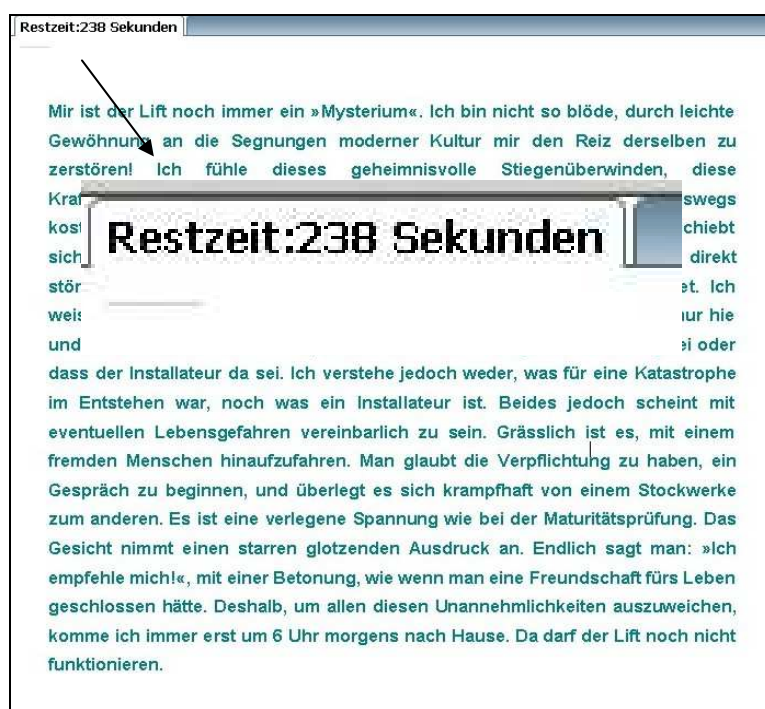 Restzeit:238 Sekunden
Mir ist der Lift noch immer ein »Mysterium«. Ich bin nicht so blöde, durch leichte
Gewöhnung an die Segnungen moderner Kultur mir den Reiz derselben zu
zerstören! Ich fühle dieses geheimnisvolle Stiegenüberwinden, diese
swegs
Restzeit:238 Sekunden
chiebt
sich direkt
et. Ich
hie
und oder
dass der Installateur da sei. Ich verstehe jedoch weder, was für eine Katastrophe
im Entstehen war, noch was ein Installateur ist. Beides jedoch scheint mit
eventuellen Lebensgefahren vereinbarlich zu sein. Grässlich ist es, mit einem
fremden Menschen hinaufzufahren. Man glaubt die Verpflichtung zu haben, ein
Gespräch zu beginnen, und überlegt es sich krampfhaft von einem Stockwerke
zum anderen. Es ist eine verlegene Spannung wie bei der Maturitätsprüfung. Das
Gesicht nimmt einen starren glotzenden Ausdruck an. Endlich sagt man: »Ich
empfehle mich!«, mit einer Betonung, wie wenn man eine Freundschaft fürs Leben
geschlossen hätte. Deshalb, um allen diesen Unannehmlichkeiten auszuweichen,
komme ich immer erst um 6 Uhr morgens nach Hause. Da darf der Lift noch nicht
funktionieren.